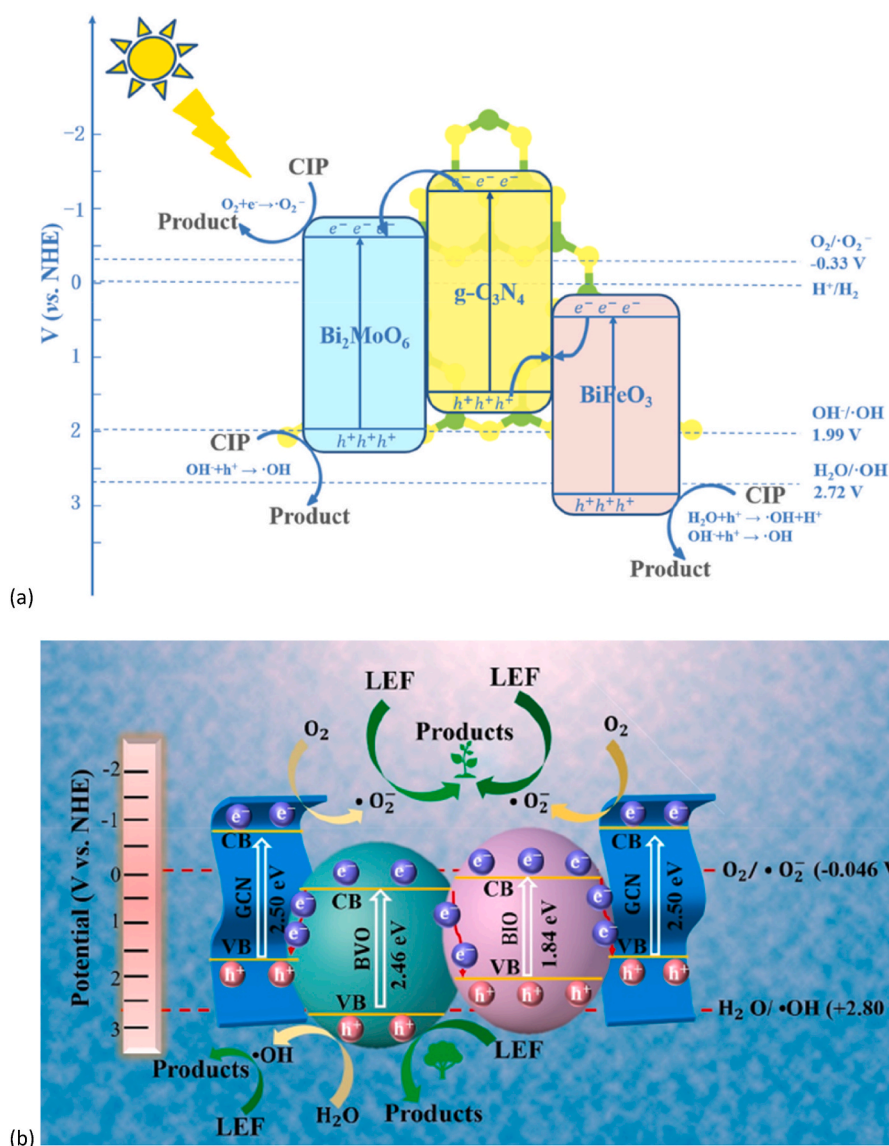 -2
-1
0
1
2
3
V (vs. NHE)
CIP
O₂+e⁻→·O₂⁻
Product
e⁻ e⁻ e⁻
e⁻ e⁻ e⁻
e⁻ e⁻ e⁻
g-C₃N₄
Bi₂MoO₆
BiFeO₃
h⁺h⁺h⁺
h⁺h⁺h⁺
h⁺h⁺h⁺
O₂/·O₂⁻
-0.33 V
H⁺/H₂
OH⁻/·OH
1.99 V
H₂O/·OH
2.72 V
CIP
OH⁻+h⁺ → ·OH
Product
CIP
H₂O+h⁺ → ·OH+H⁺
OH⁻+h⁺ → ·OH
Product
(a)
LEF
LEF
Products
O₂
O₂
· O₂⁻
· O₂⁻
Potential (V vs. NHE)
-2
-1
0
1
2
3
e⁻ e⁻
CB
GCN
2.50 eV
VB
h⁺ h⁺
e⁻
e⁻
e⁻ e⁻
CB
BVO
2.46 eV
VB
h⁺ h⁺
e⁻
e⁻
e⁻ e⁻ e⁻
CB
BIO
1.84 eV
VB
h⁺ h⁺ h⁺
e⁻
e⁻
e⁻ e⁻
CB
GCN
2.50 eV
VB
h⁺ h⁺
O₂/ · O₂⁻ (-0.046 V
H₂ O/ ·OH (+2.80
·OH
Products
LEF
H₂O
LEF
Products
(b)